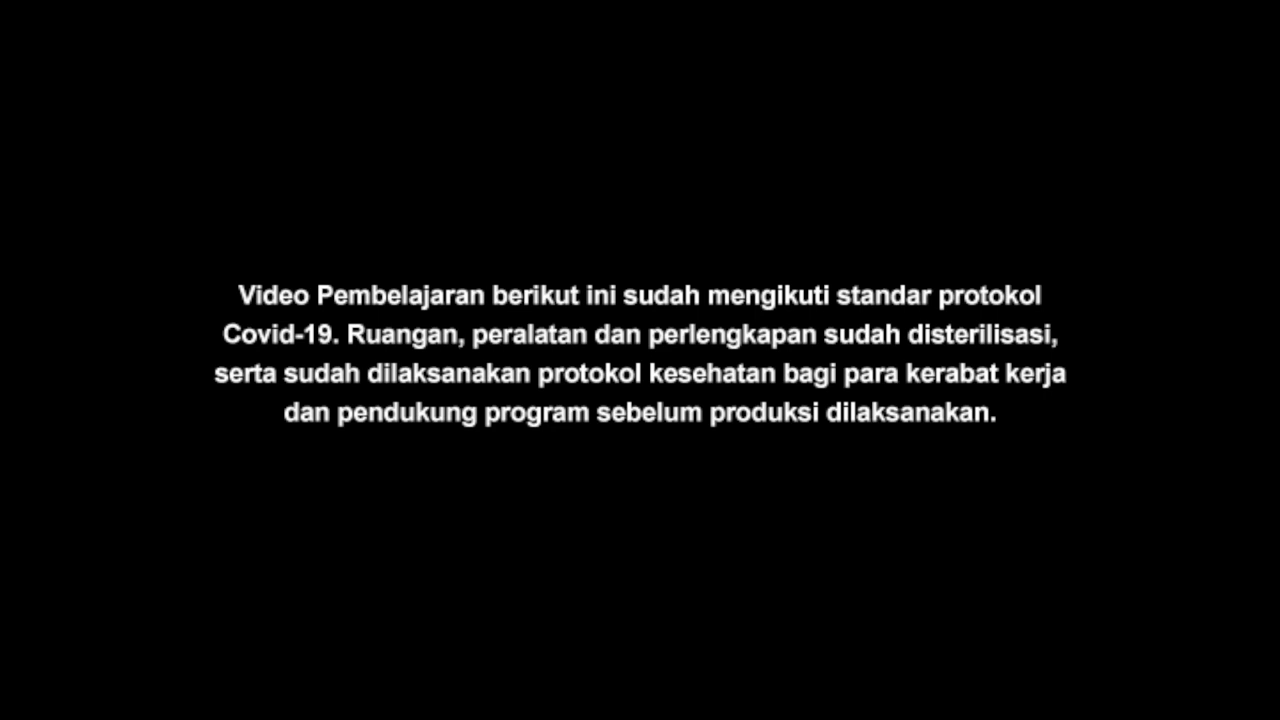 Video Pembelajaran berikut ini sudah mengikuti standar protokol
Covid-19. Ruangan, peralatan dan perlengkapan sudah disterilisasi,
serta sudah dilaksanakan protokol kesehatan bagi para kerabat kerja
dan pendukung program sebelum produksi dilaksanakan.